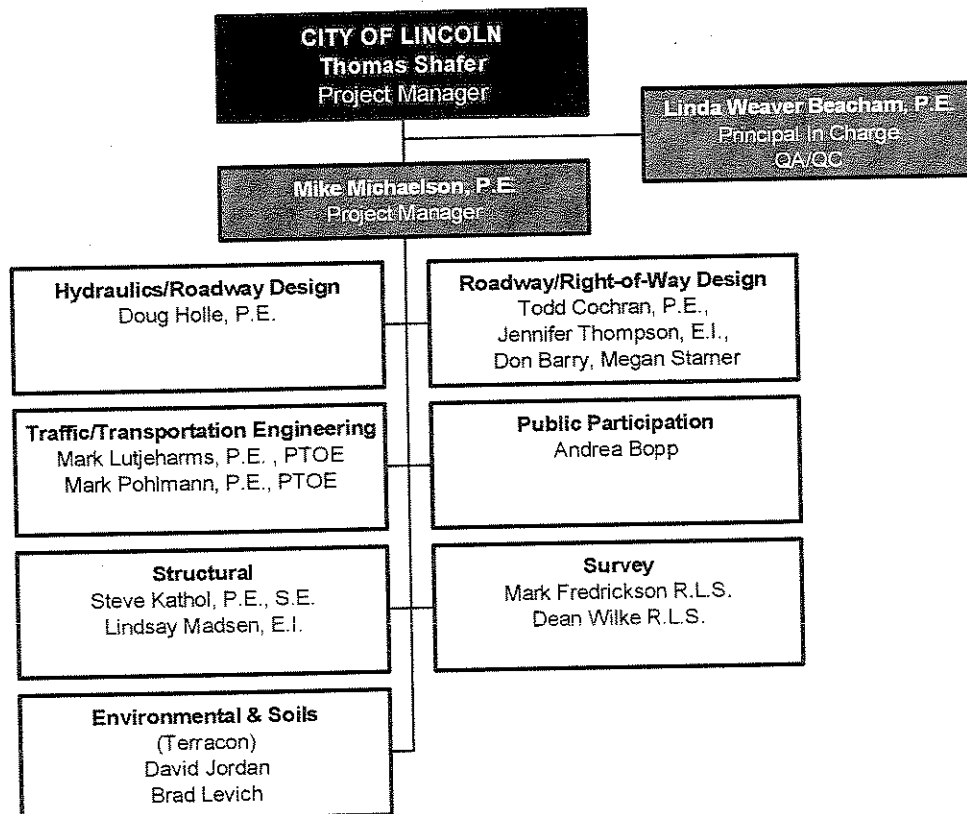 CITY OF LINCOLN
Thomas Shafer
Project Manager
Linda Weaver Beacham, P.E.
Principal In Charge
QA/QC
Mike Michaelson, P.E.
Project Manager
Hydraulics/Roadway Design
Doug Holle, P.E.
Roadway/Right-of-Way Design
Todd Cochran, P.E.,
Jennifer Thompson, E.I.,
Don Barry, Megan Starner
Traffic/Transportation Engineering
Mark Lutjeharms, P.E. , PTOE
Mark Pohlmann, P.E., PTOE
Public Participation
Andrea Bopp
Structural
Steve Kathol, P.E., S.E.
Lindsay Madsen, E.I.
Survey
Mark Fredrickson R.L.S.
Dean Wilke R.L.S.
Environmental & Soils
(Terracon)
David Jordan
Brad Levich